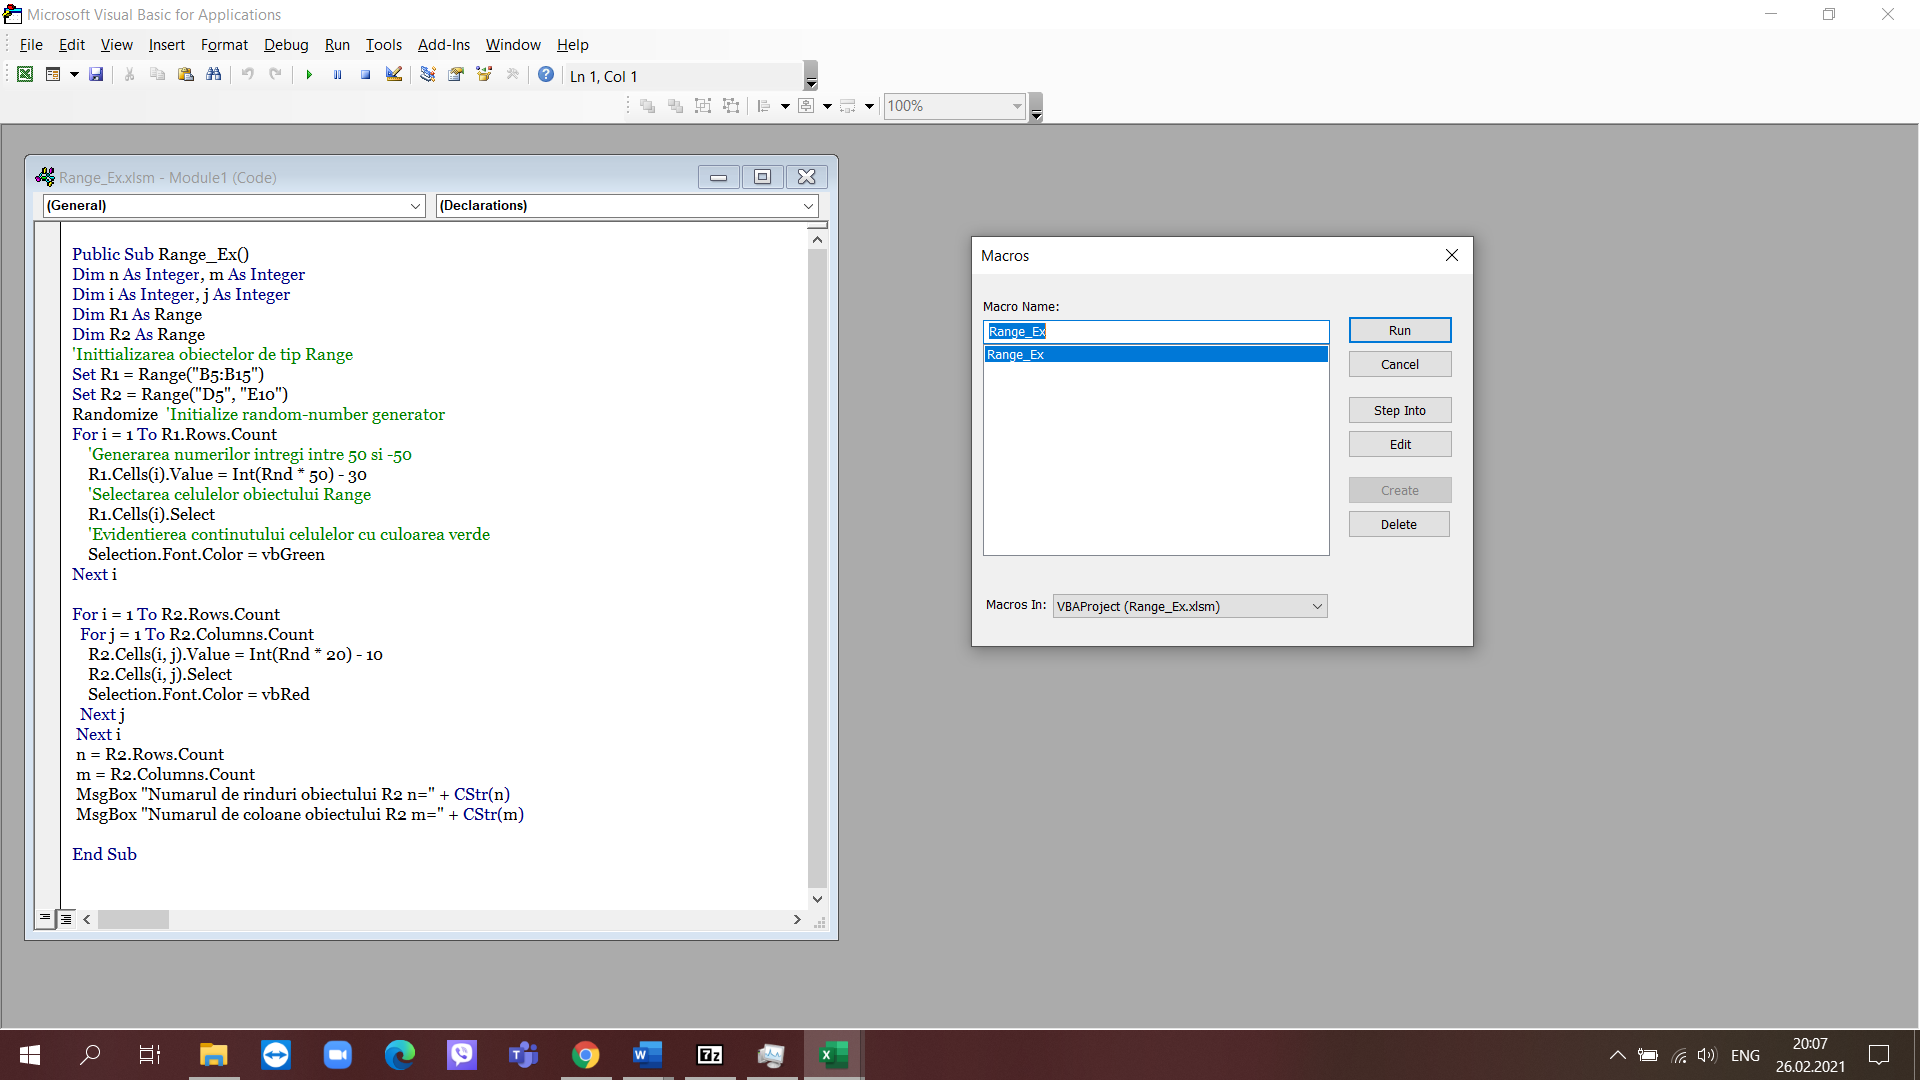 Microsoft Visual Basic for Applications
File Edit View Insert Format Debug Run Tools Add-Ins Window Help
Ln 1, Col 1
100%
Range_Ex.xlsm - Module1 (Code)
(General) (Declarations)
Public Sub Range_Ex()
Dim n As Integer, m As Integer
Dim i As Integer, j As Integer
Dim R1 As Range
Dim R2 As Range
'Inittializarea obiectelor de tip Range
Set R1 = Range("B5:B15")
Set R2 = Range("D5", "E10")
Randomize 'Initialize random-number generator
For i = 1 To R1.Rows.Count
'Generarea numerilor intregi intre 50 si -50
R1.Cells(i).Value = Int(Rnd * 50) - 30
'Selectarea celulelor obiectului Range
R1.Cells(i).Select
'Evidentierea continutului celulelor cu culoarea verde
Selection.Font.Color = vbGreen
Next i
For i = 1 To R2.Rows.Count
For j = 1 To R2.Columns.Count
R2.Cells(i, j).Value = Int(Rnd * 20) - 10
R2.Cells(i, j).Select
Selection.Font.Color = vbRed
Next j
Next i
n = R2.Rows.Count
m = R2.Columns.Count
MsgBox "Numarul de rinduri obiectului R2 n=" + CStr(n)
MsgBox "Numarul de coloane obiectului R2 m=" + CStr(m)
End Sub
Macros
Macro Name:
Range_Ex
Range_Ex
Run
Cancel
Step Into
Edit
Create
Delete
Macros In: VBAProject (Range_Ex.xlsm)
ENG
20:07
26.02.2021